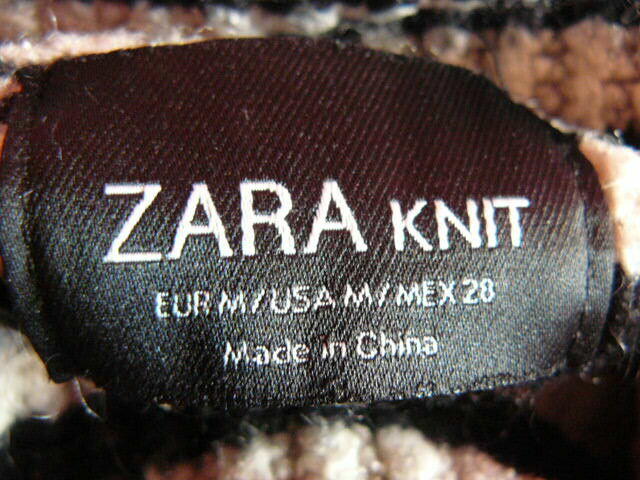 ZARA KNIT
EUR M / USA M / MEX 28
Made in China